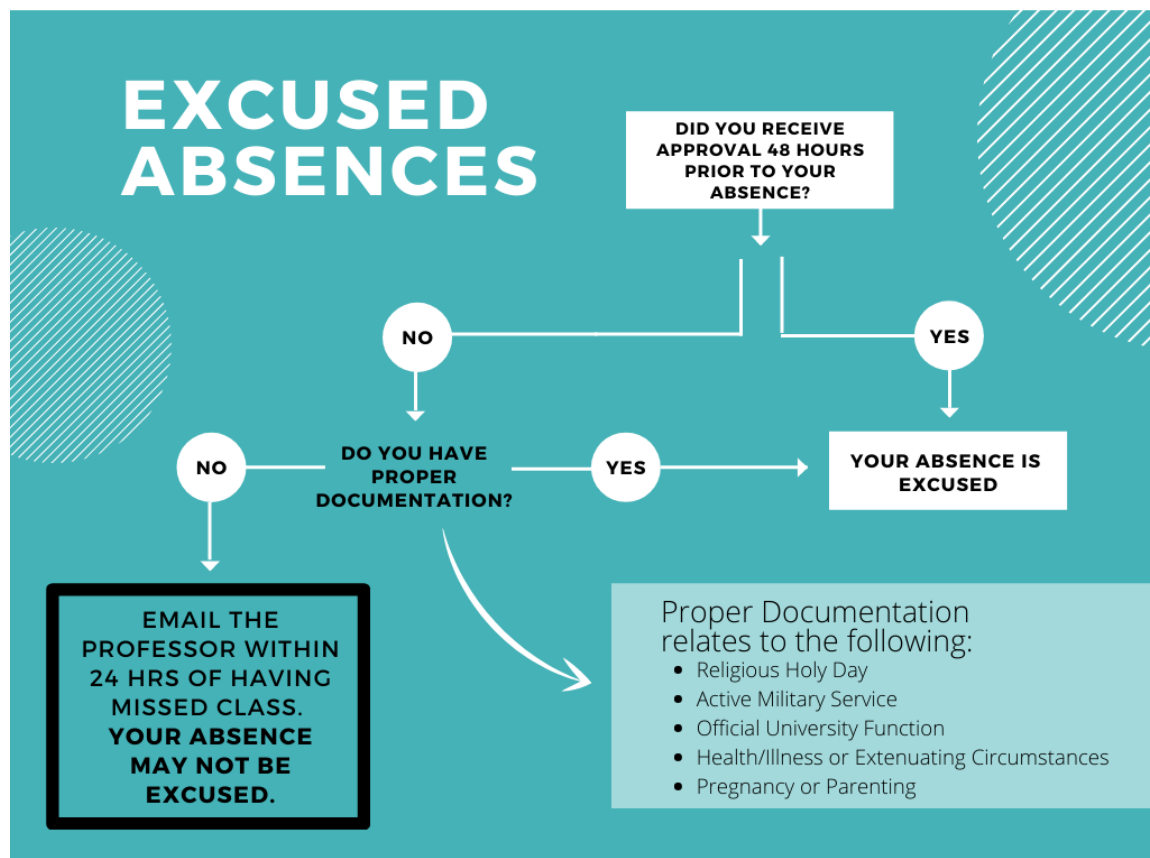 EXCUSED
ABSENCES
DID YOU RECEIVE
APPROVAL 48 HOURS
PRIOR TO YOUR
ABSENCE?
NO
YES
NO
DO YOU HAVE
PROPER
DOCUMENTATION?
YES
YOUR ABSENCE IS
EXCUSED
EMAIL THE
PROFESSOR WITHIN
24 HRS OF HAVING
MISSED CLASS.
YOUR ABSENCE
MAY NOT BE
EXCUSED.
Proper Documentation
relates to the following:
• Religious Holy Day
• Active Military Service
• Official University Function
• Health/Illness or Extenuating Circumstances
• Pregnancy or Parenting